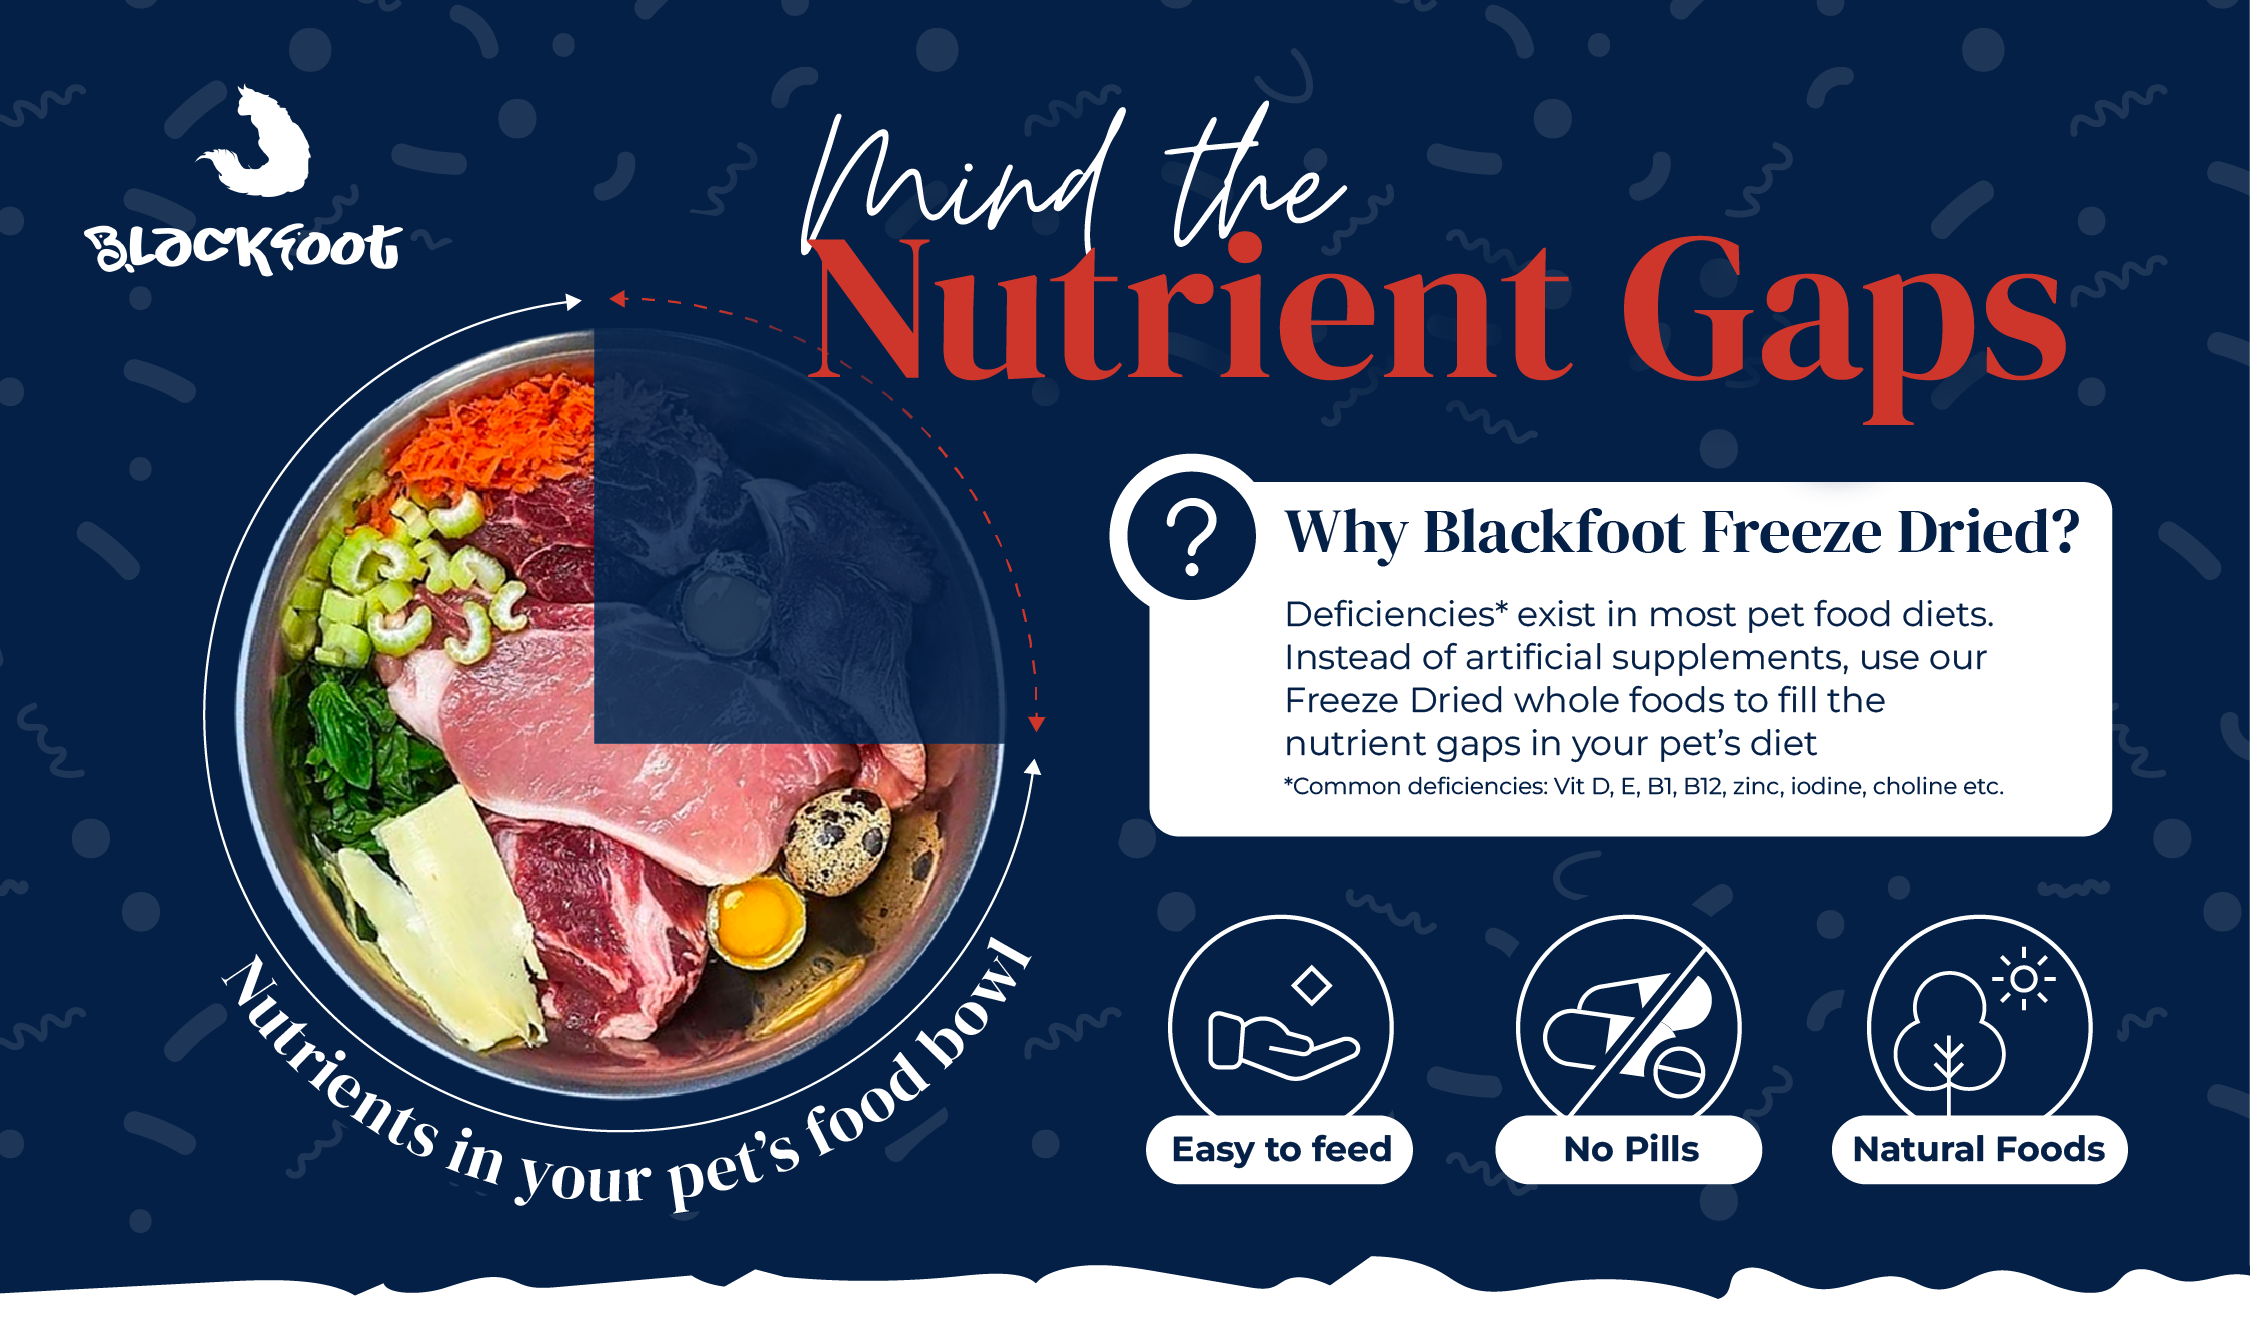 BLackfoot
Mind the
Nutrient Gaps
?
Why Blackfoot Freeze Dried?
Deficiencies* exist in most pet food diets.
Instead of artificial supplements, use our
Freeze Dried whole foods to fill the
nutrient gaps in your pet’s diet
*Common deficiencies: Vit D, E, B1, B12, zinc, iodine, choline etc.
Nutrients in your pet’s food bowl
Easy to feed
No Pills
Natural Foods